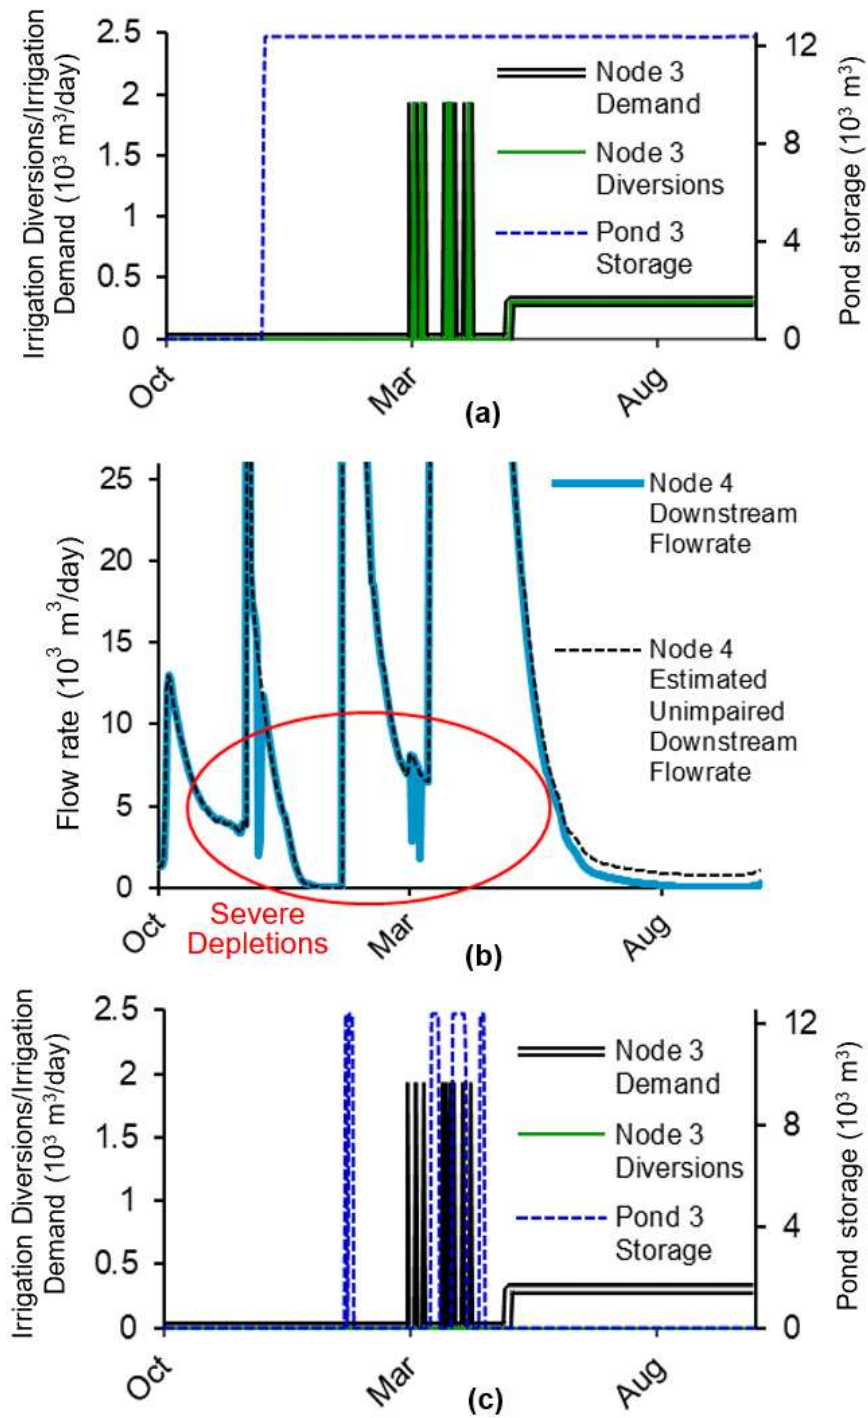 Irrigation Diversions/Irrigation
Demand (10³ m³/day)
2.5
2
1.5
1
0.5
0
Node 3
Demand
Node 3
Diversions
Pond 3
Storage
12
8
4
0
Pond storage (10³ m³)
Oct
Mar
Aug
(a)
Flow rate (10³ m³/day)
25
20
15
10
5
0
Node 4
Downstream
Flowrate
Node 4
Estimated
Unimpaired
Downstream
Flowrate
Severe
Depletions
Oct
Mar
Aug
(b)
Irrigation Diversions/Irrigation
Demand (10³ m³/day)
2.5
2
1.5
1
0.5
0
Node 3
Demand
Node 3
Diversions
Pond 3
Storage
12
8
4
0
Pond storage (10³ m³)
Oct
Mar
Aug
(c)